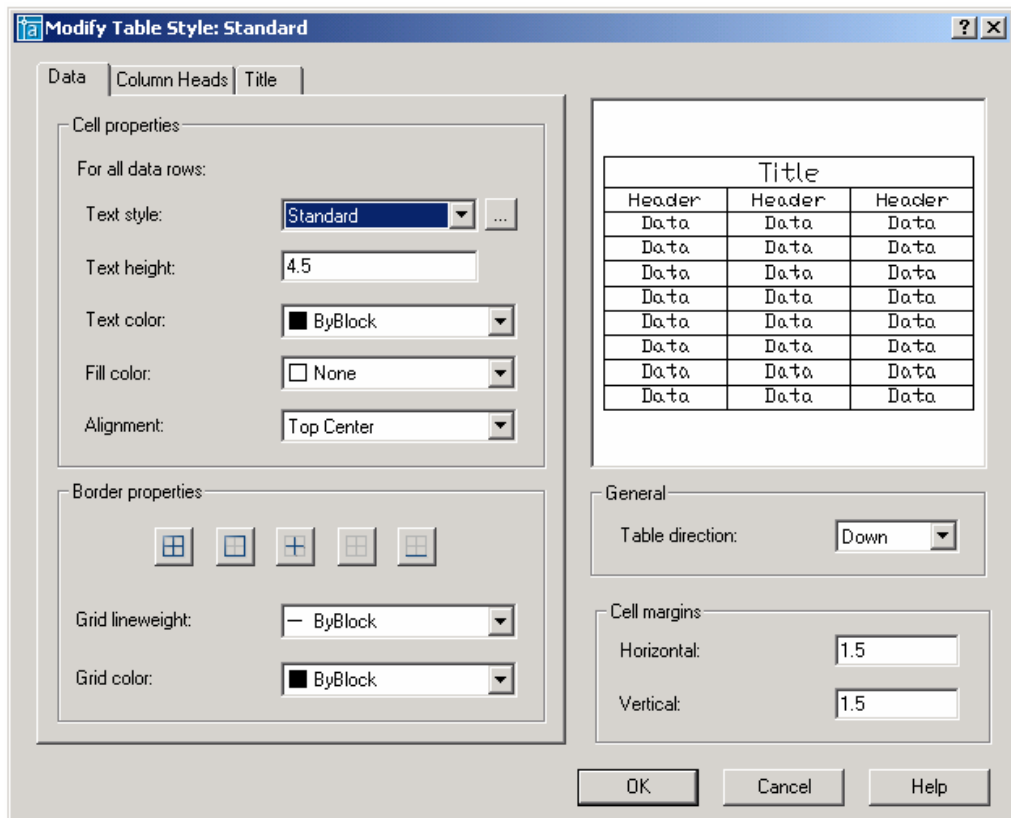 Modify Table Style: Standard
Data Column Heads Title
Cell properties
For all data rows:
Text style: Standard ...
Text height: 4.5
Text color: ByBlock
Fill color: None
Alignment: Top Center
Border properties
Grid lineweight: ByBlock
Grid color: ByBlock
Title
Header Header Header
Data Data Data
Data Data Data
Data Data Data
Data Data Data
Data Data Data
Data Data Data
Data Data Data
Data Data Data
General
Table direction: Down
Cell margins
Horizontal: 1.5
Vertical: 1.5
OK Cancel Help